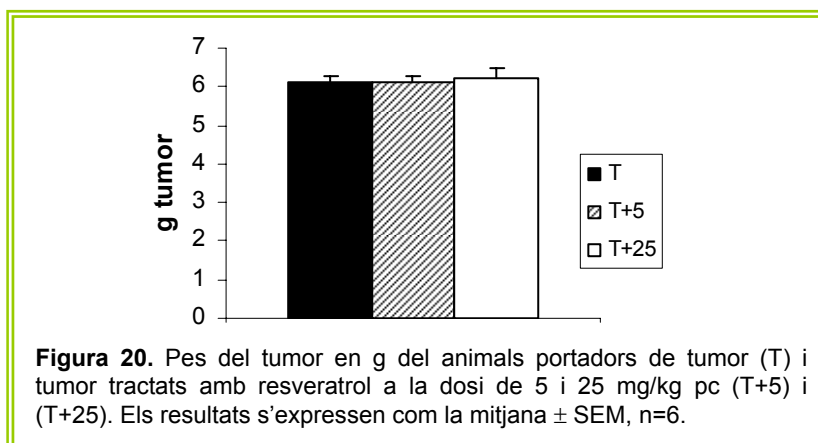 7
6
5
4
3
2
1
0
g tumor
T
T+5
T+25
Figura 20. Pes del tumor en g del animals portadors de tumor (T) i
tumor tractats amb resveratrol a la dosi de 5 i 25 mg/kg pc (T+5) i
(T+25). Els resultats s'expressen com la mitjana ± SEM, n=6.